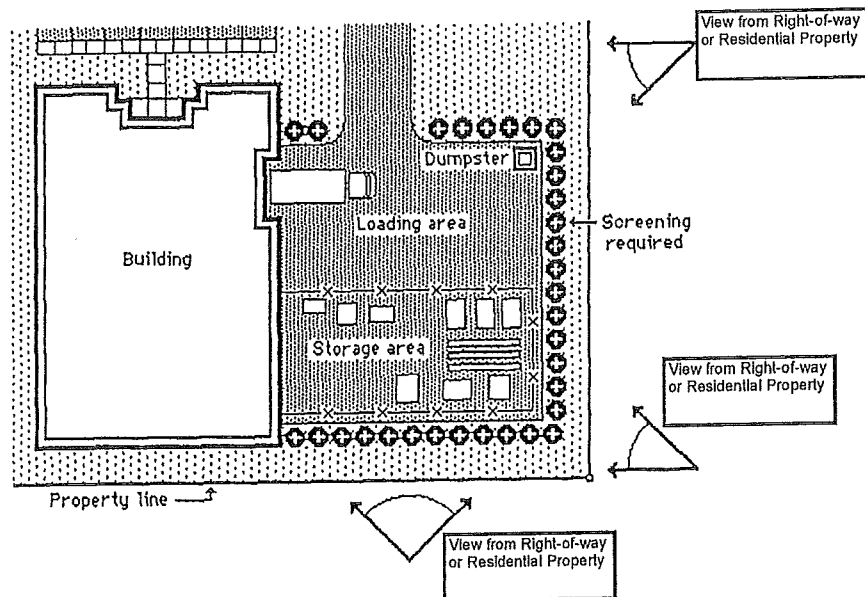 View from Right-of-way
or Residential Property
Dumpster
Loading area
Screening
required
Building
Storage area
View from Right-of-way
or Residential Property
Property line
View from Right-of-way
or Residential Property